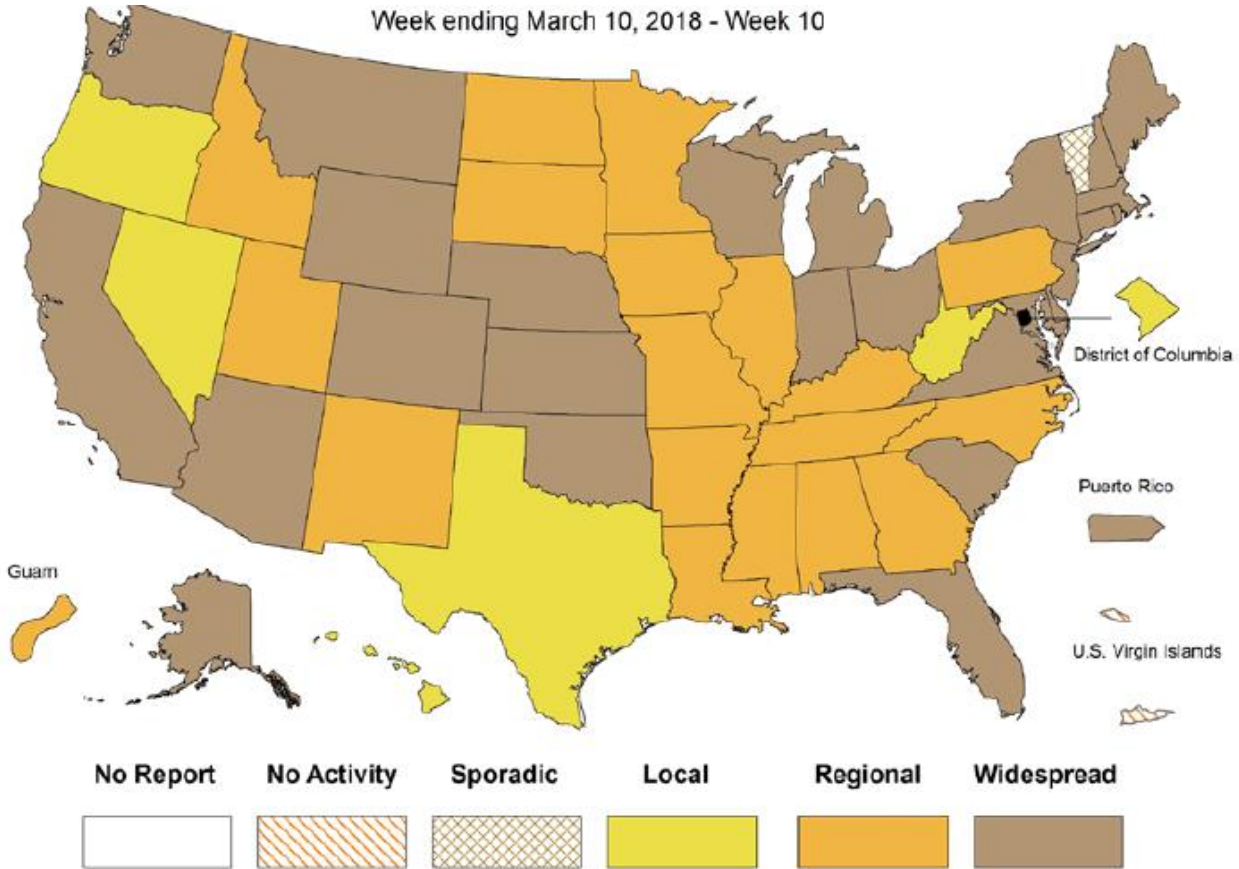 Week ending March 10, 2018 - Week 10
District of Columbia
Puerto Rico
Guam
U.S. Virgin Islands
No Report No Activity Sporadic Local Regional Widespread